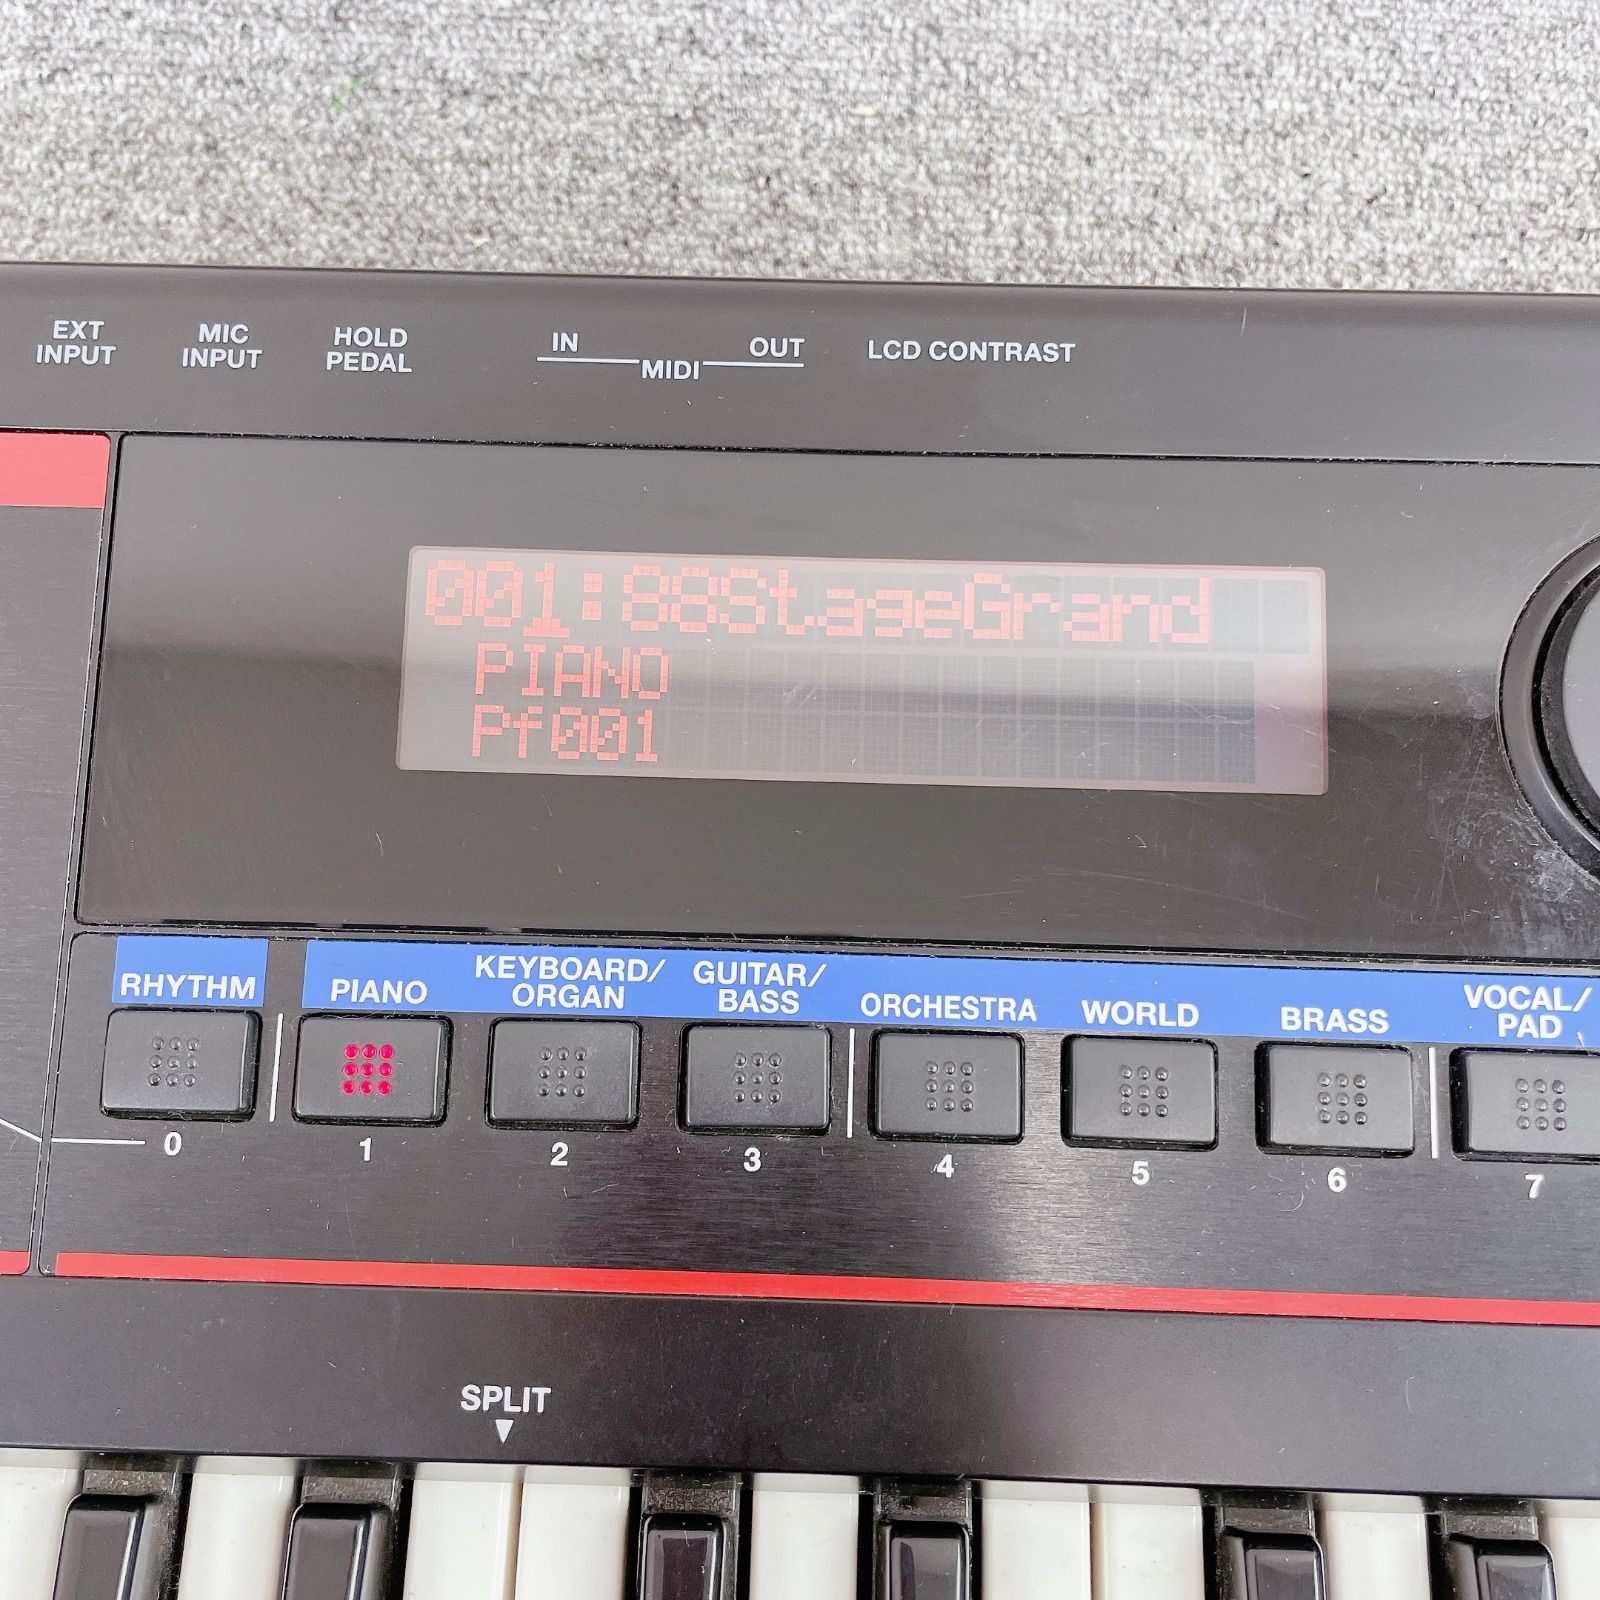 EXT
INPUT
MIC
INPUT
HOLD
PEDAL
IN
OUT
MIDI
LCD CONTRAST
001:88StageGrand
PIANO
Pf001
RHYTHM
PIANO
KEYBOARD/
ORGAN
GUITAR/
BASS
ORCHESTRA
WORLD
BRASS
VOCAL/
PAD
0 1 2 3 4 5 6 7
SPLIT